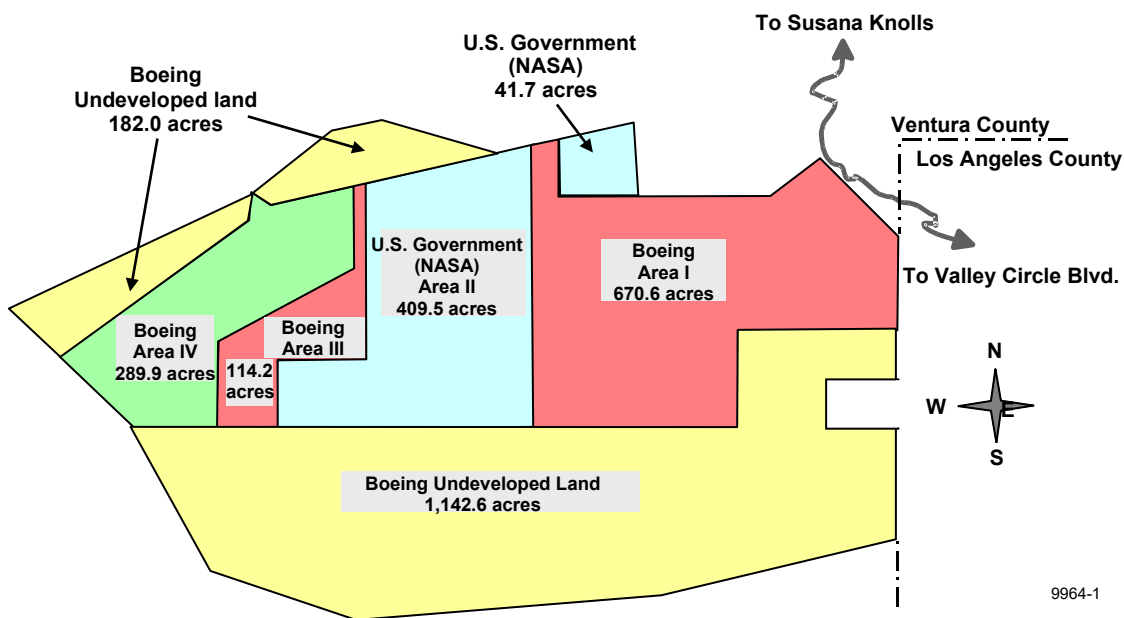 To Susana Knolls
U.S. Government
(NASA)
41.7 acres
Boeing
Undeveloped land
182.0 acres
Ventura County
Los Angeles County
To Valley Circle Blvd.
U.S. Government
(NASA)
Area II
409.5 acres
Boeing
Area I
670.6 acres
Boeing
Area IV
289.9 acres
Boeing
Area III
114.2
acres
N
W
E
S
Boeing Undeveloped Land
1,142.6 acres
9964-1